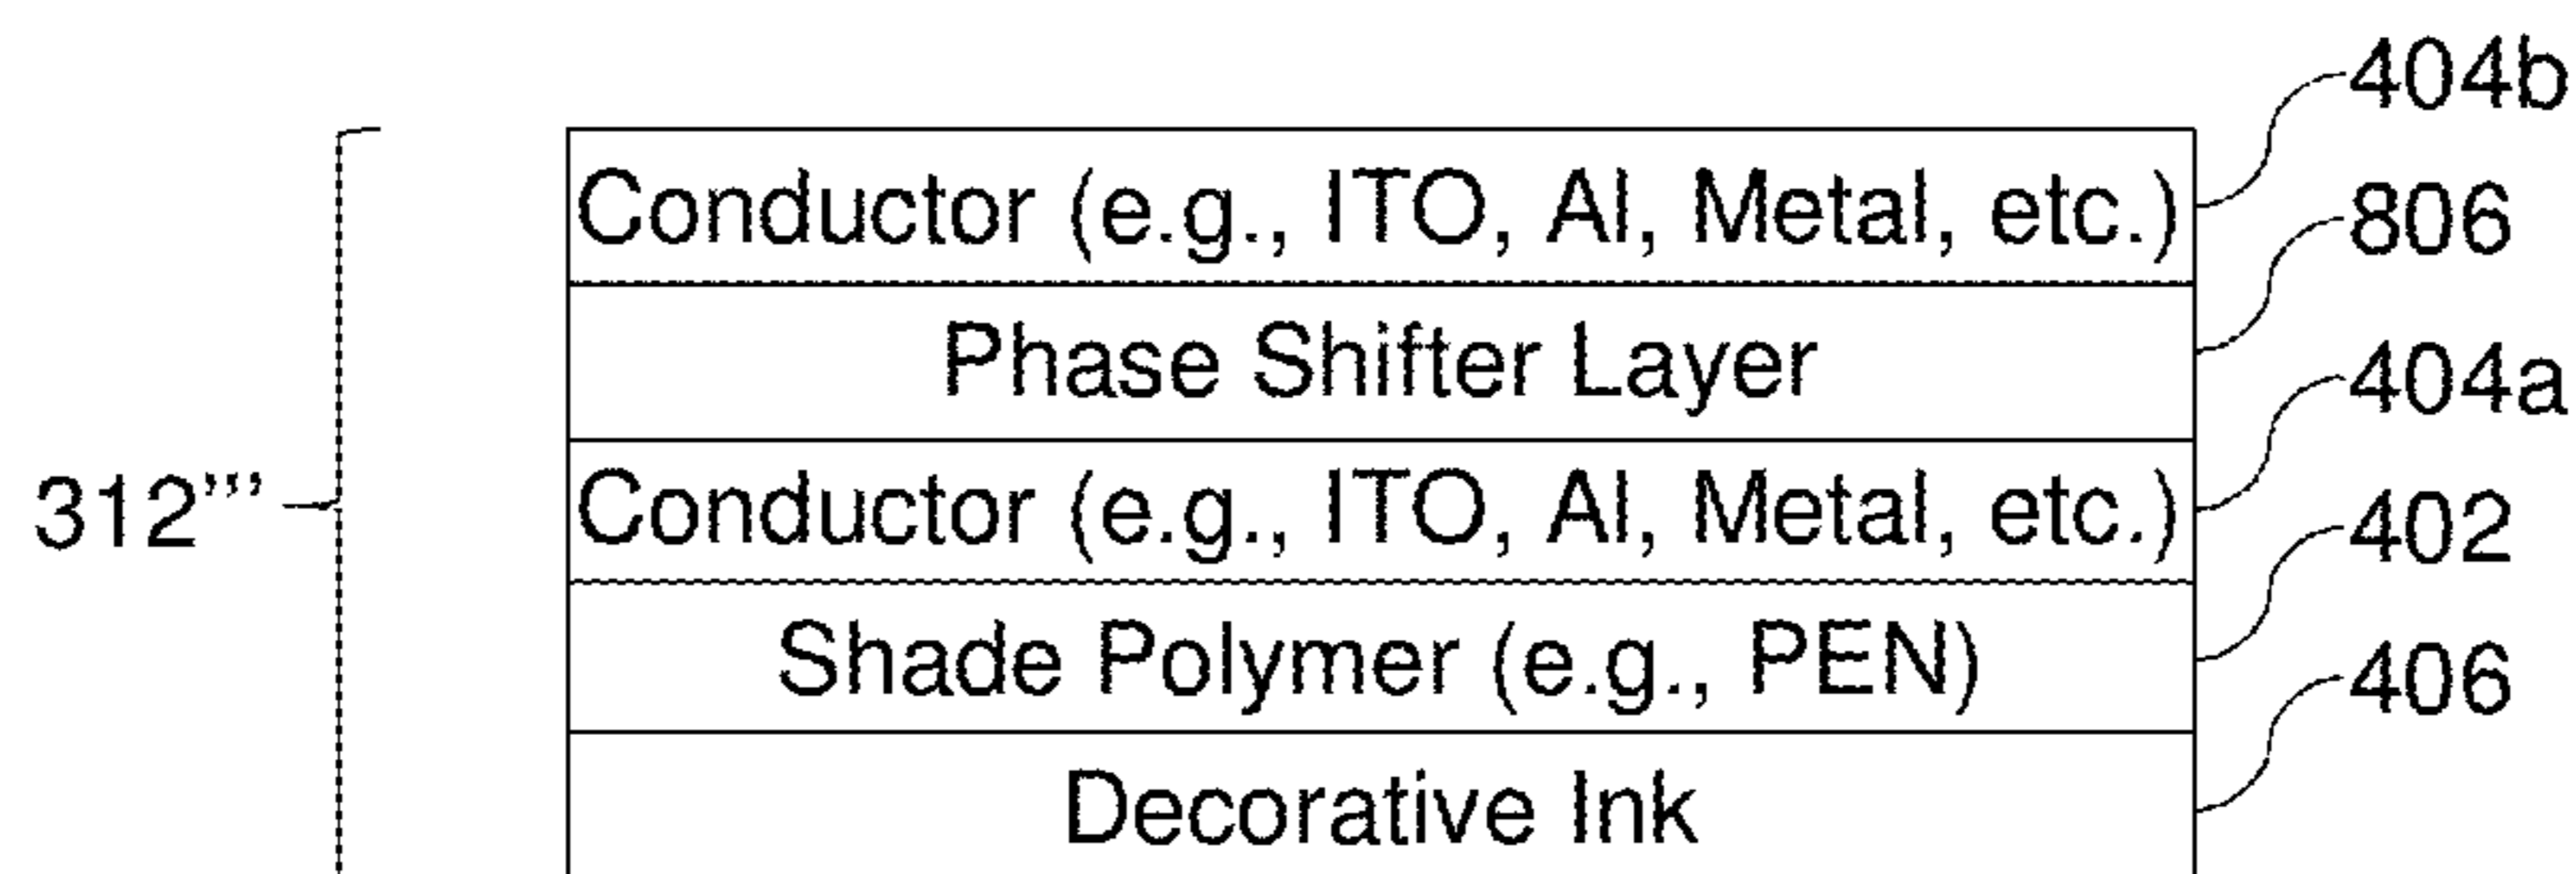 404b
Conductor (e.g., ITO, Al, Metal, etc.)
806
Phase Shifter Layer
404a
312”’
Conductor (e.g., ITO, Al, Metal, etc.)
402
Shade Polymer (e.g., PEN)
406
Decorative Ink